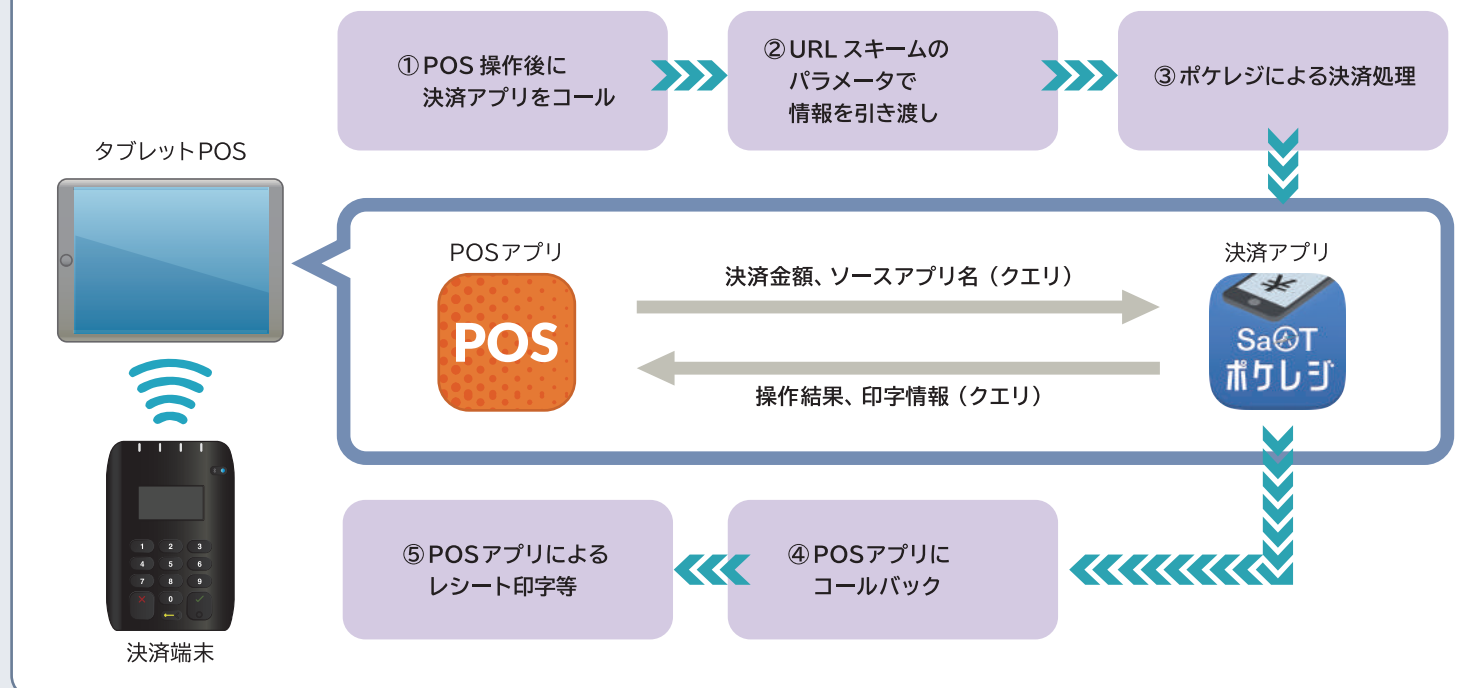 ①POS 操作後に
決済アプリをコール
②URL スキームの
パラメータで
情報を引き渡し
③ポケレジによる決済処理
タブレットPOS
POSアプリ
決済アプリ
決済金額、ソースアプリ名（クエリ）
POS
¥
SaOT
ポケレジ
操作結果、印字情報（クエリ）
1 2 3
4 5 6
7 8 9
0
決済端末
⑤POSアプリによる
レシート印字等
④POSアプリに
コールバック